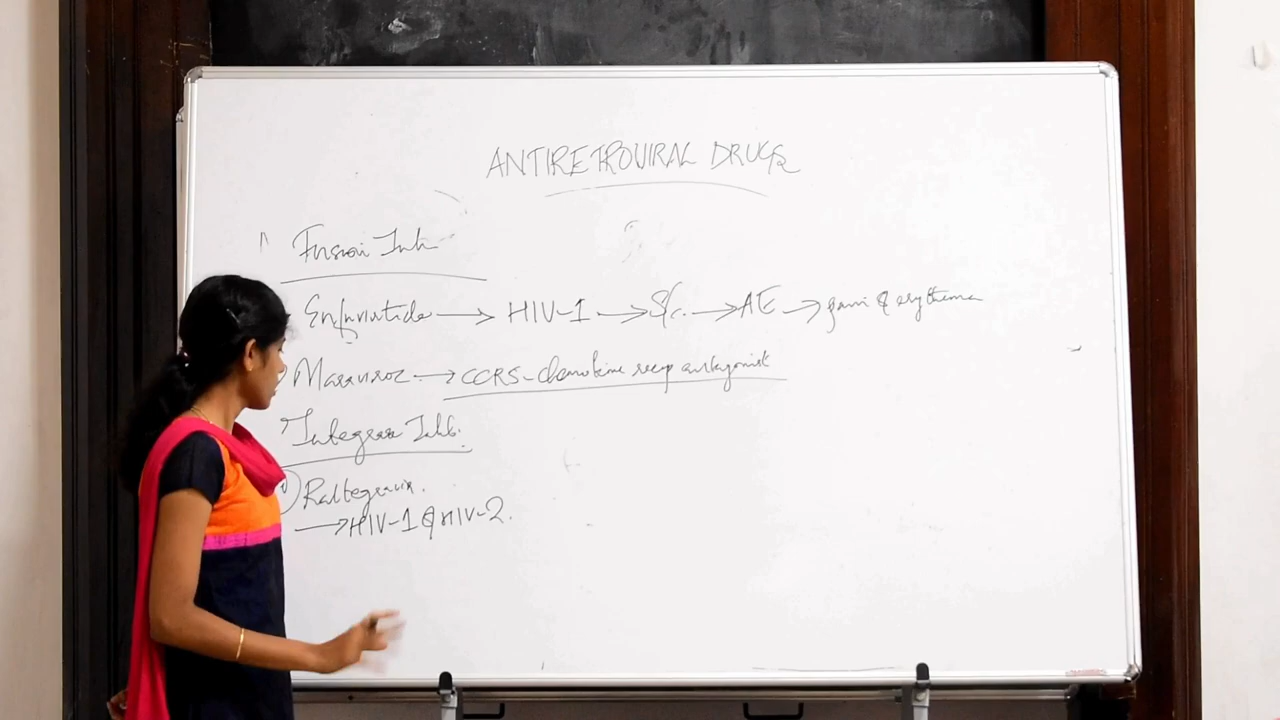 ANTIRETROVIRAL DRUGS
Fusion Inh
Enfuvirtide → HIV-1 → S/c. → AE → pain & erythema
Maraviroc → CCR5-chemokine recep antagonist
Integrase Inhb.
Raltegravir.
→ HIV-1 & HIV-2.